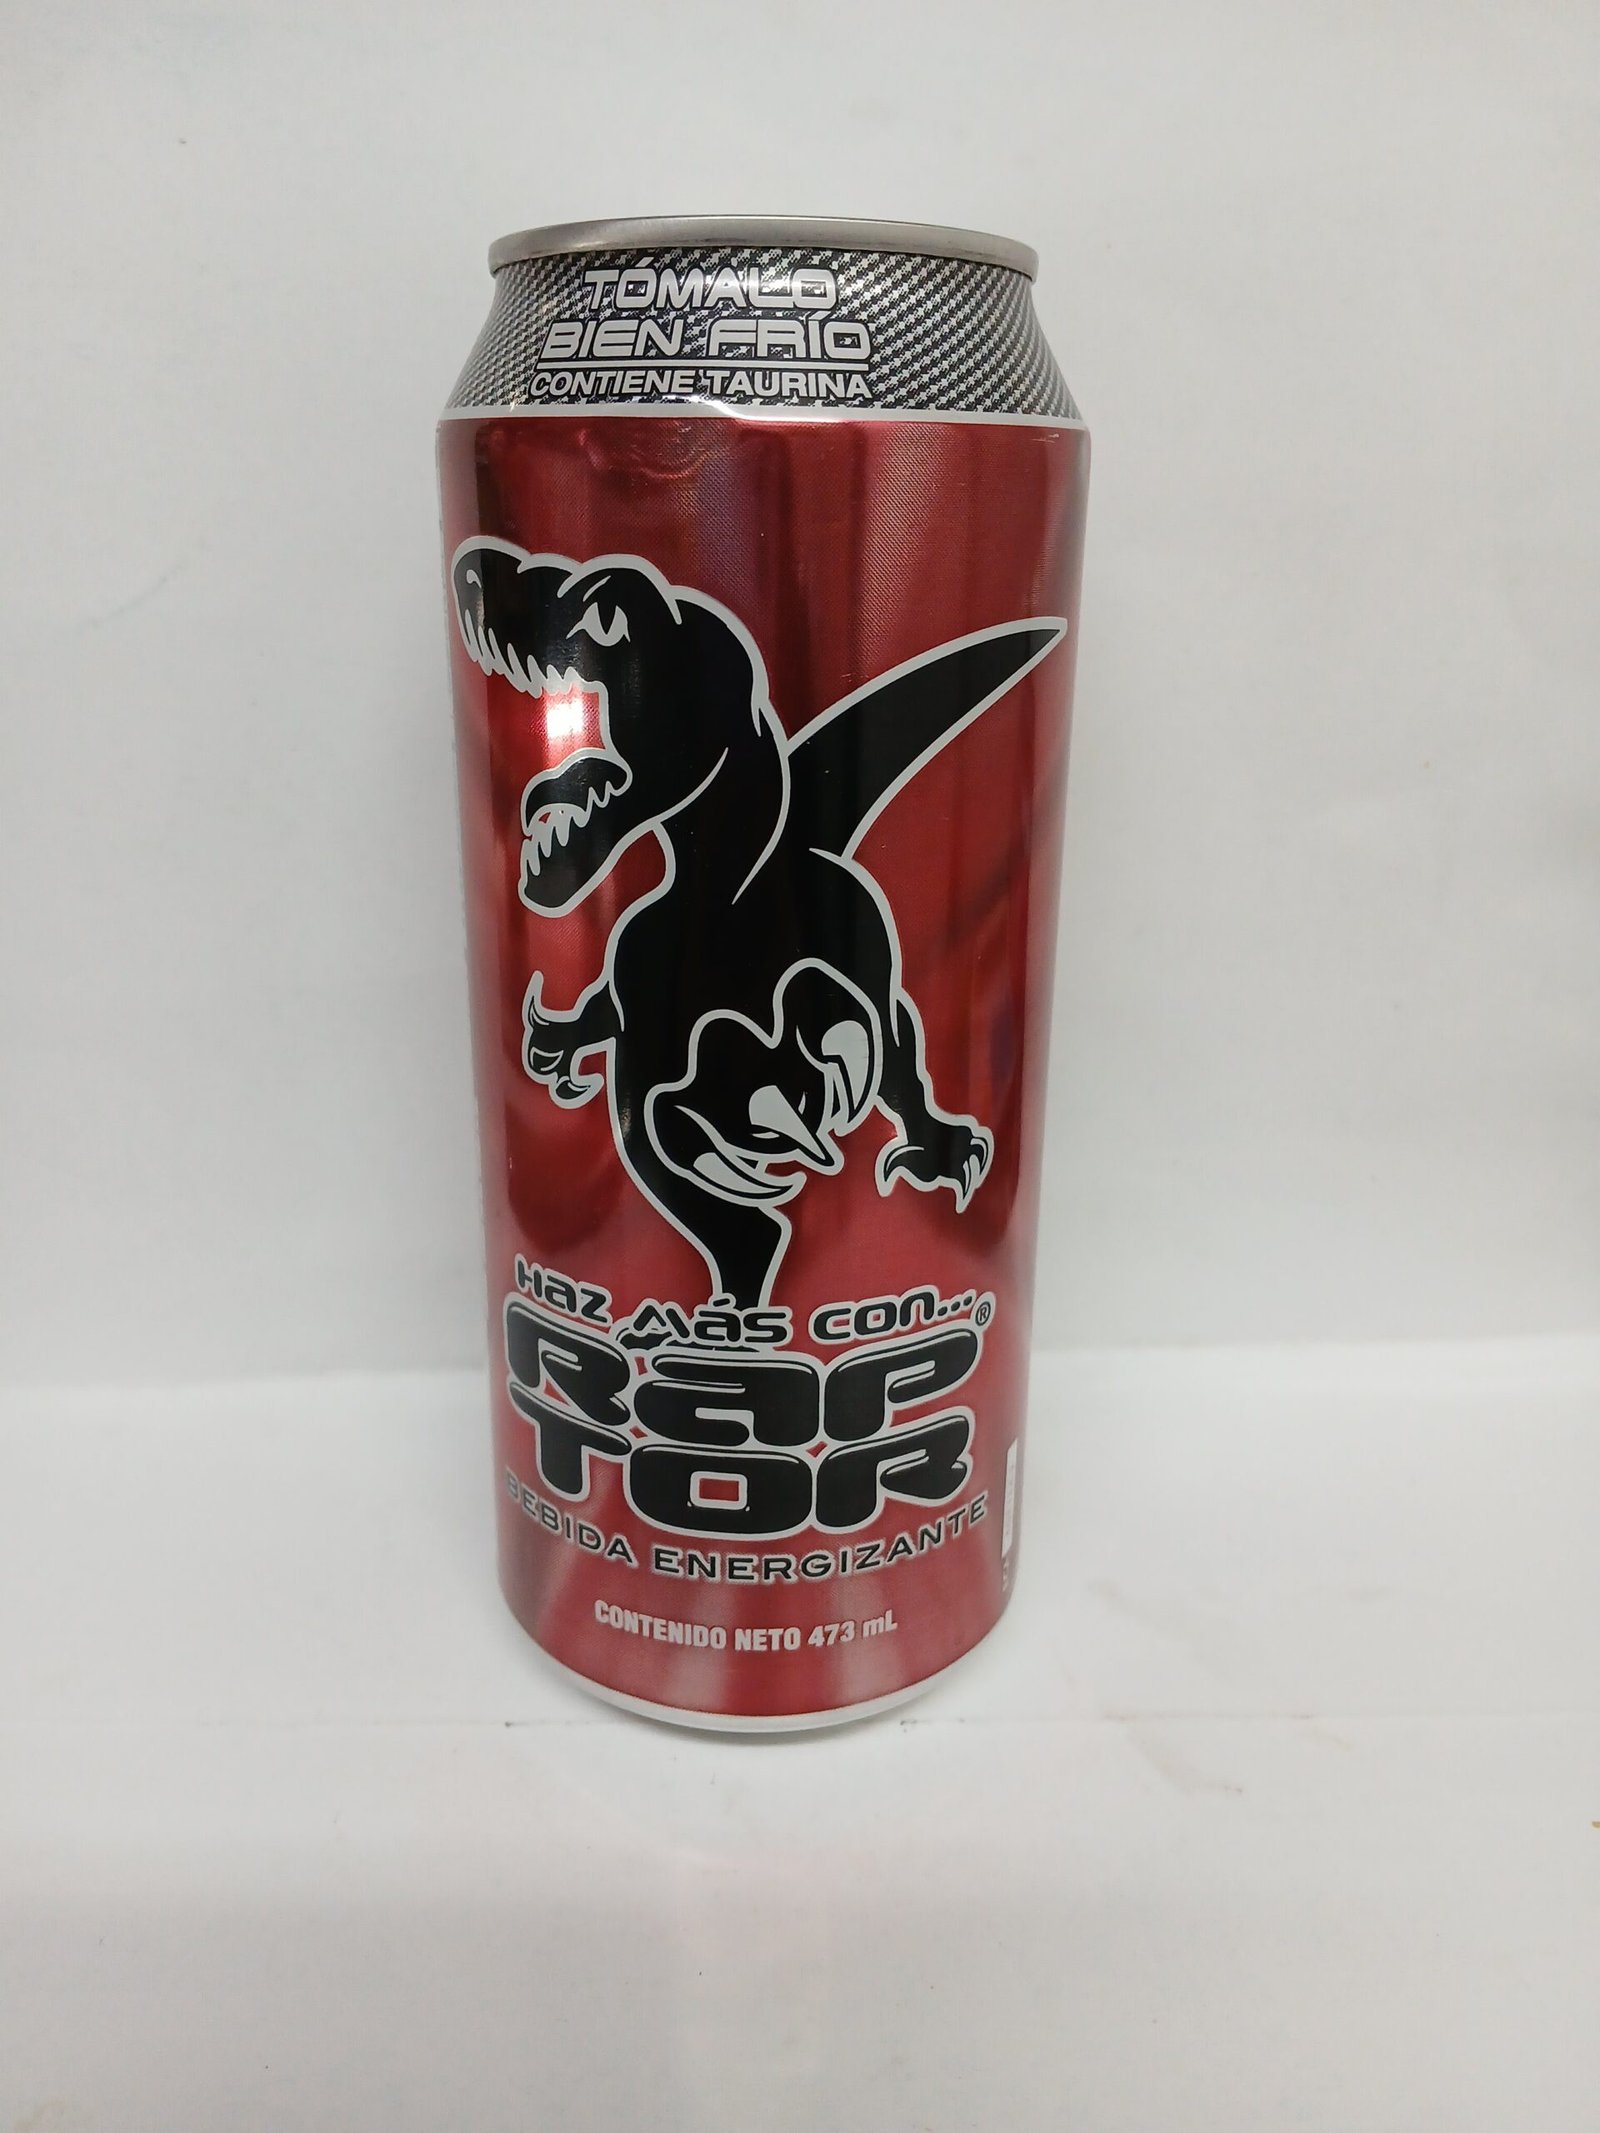 TÓMALO
BIEN FRÍO
CONTIENE TAURINA
HAZ MÁS CON...
RAP®
TOR
BEBIDA ENERGIZANTE
CONTENIDO NETO 473 mL